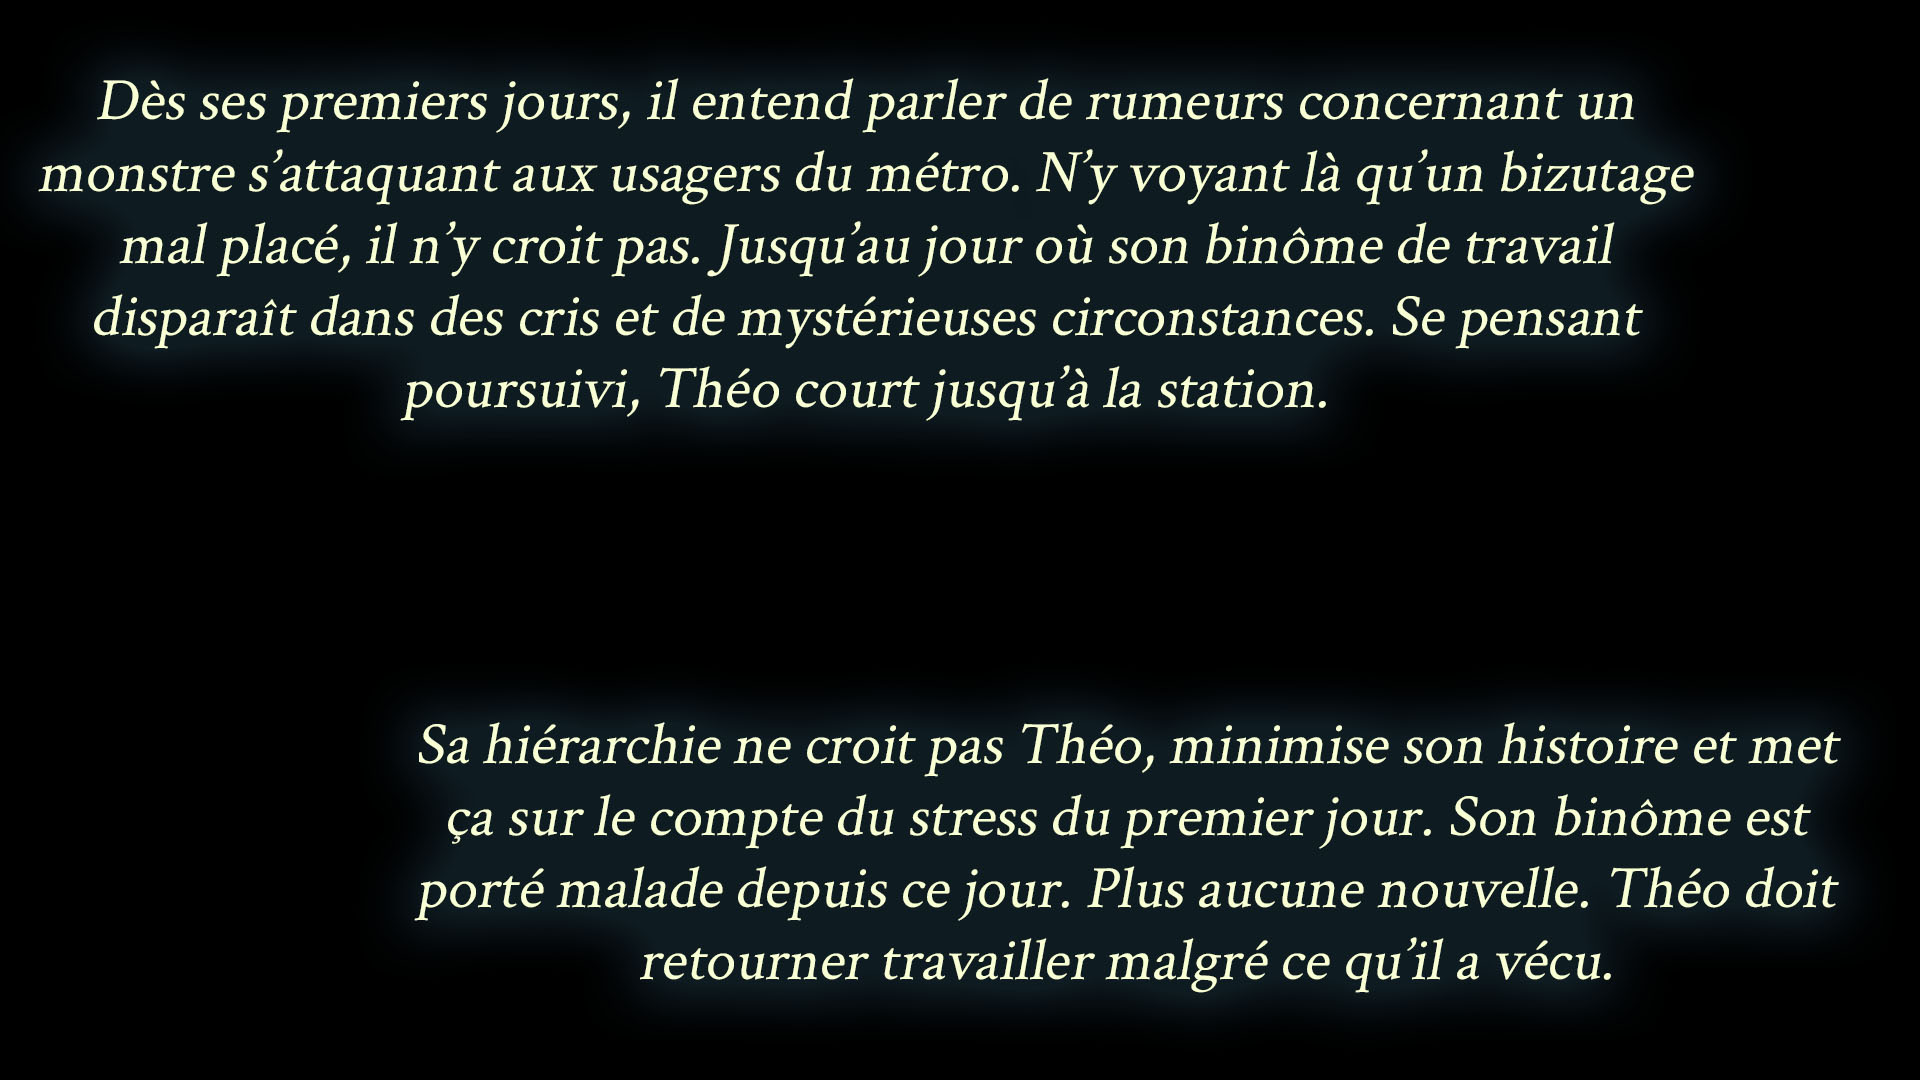 Dès ses premiers jours, il entend parler de rumeurs concernant un
monstre s’attaquant aux usagers du métro. N’y voyant là qu’un bizutage
mal placé, il n’y croit pas. Jusqu’au jour où son binôme de travail
disparaît dans des cris et de mystérieuses circonstances. Se pensant
poursuivi, Théo court jusqu’à la station.
Sa hiérarchie ne croit pas Théo, minimise son histoire et met
ça sur le compte du stress du premier jour. Son binôme est
porté malade depuis ce jour. Plus aucune nouvelle. Théo doit
retourner travailler malgré ce qu’il a vécu.